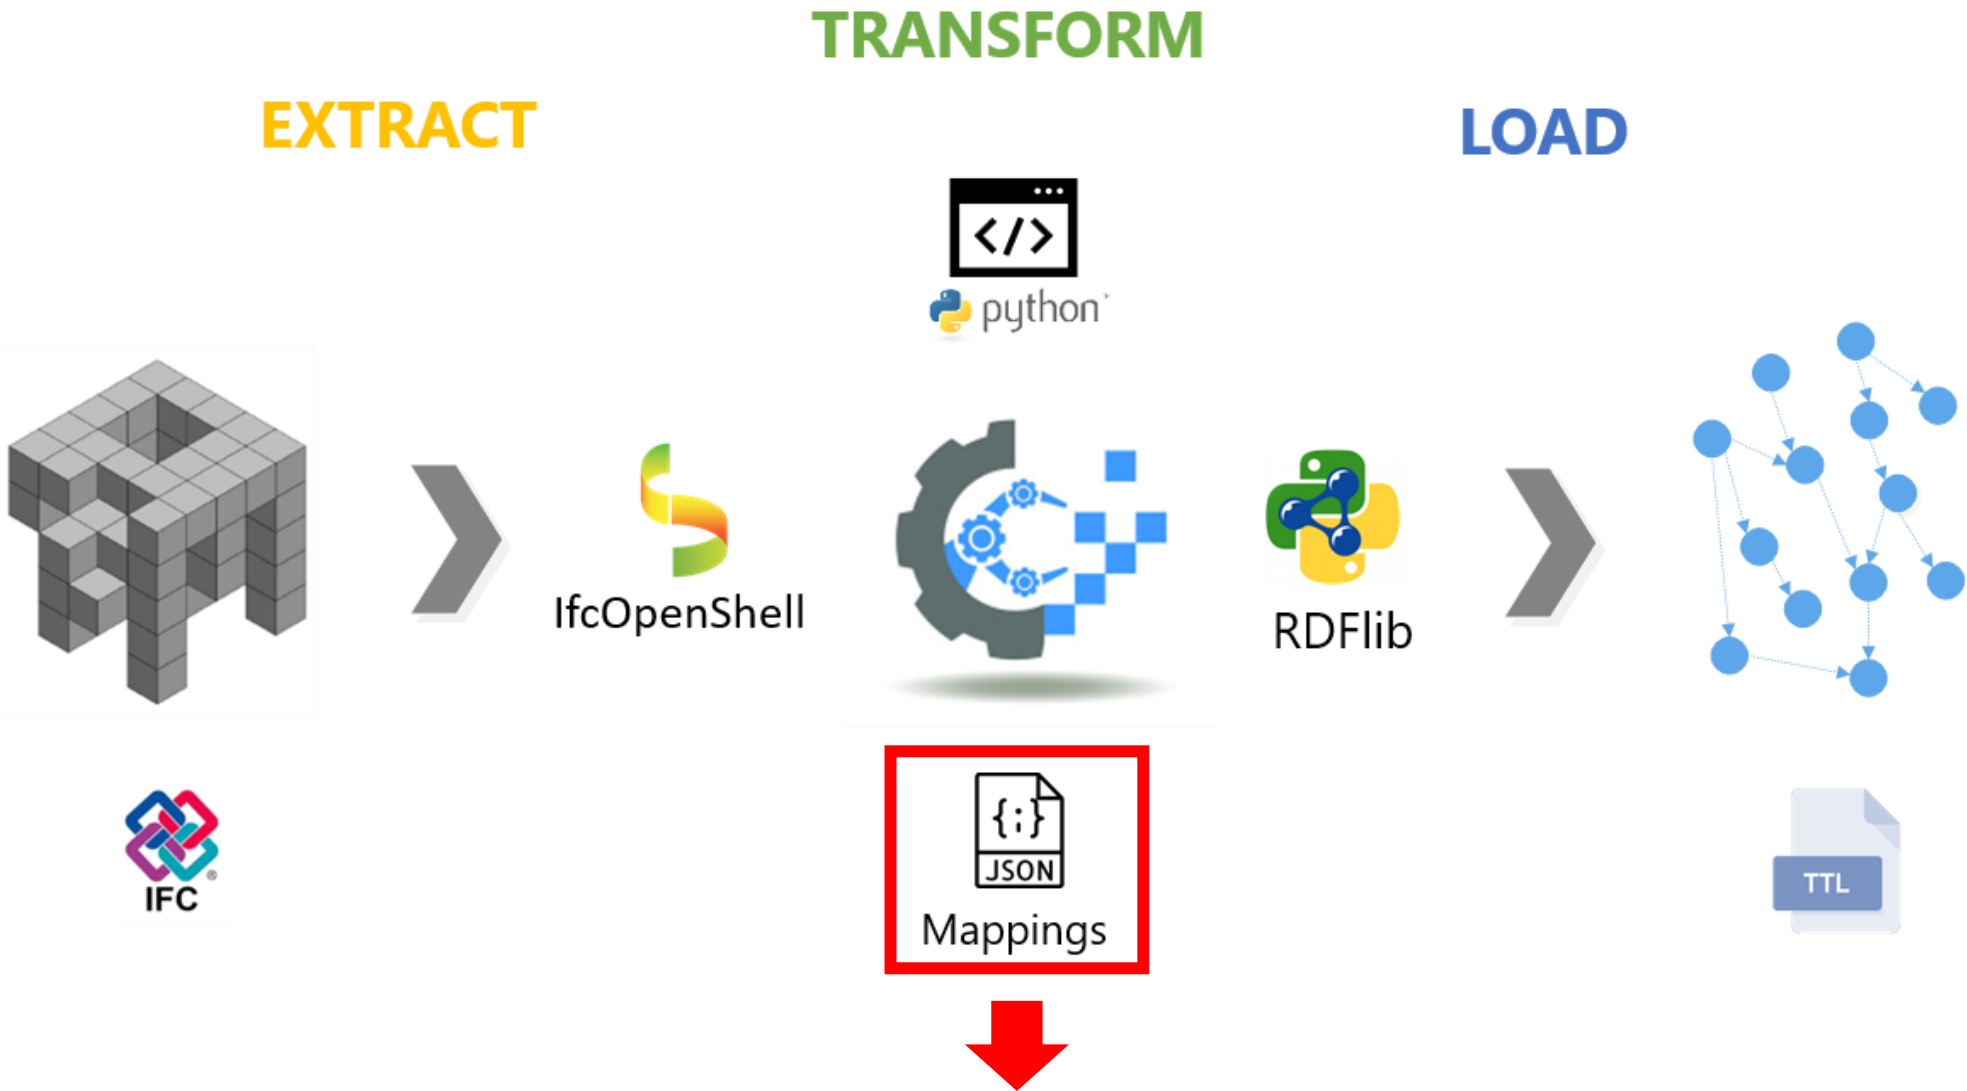 TRANSFORM
EXTRACT
LOAD
</>
python
IfcOpenShell
RDFlib
{;}
JSON
Mappings
IFC
®
TTL